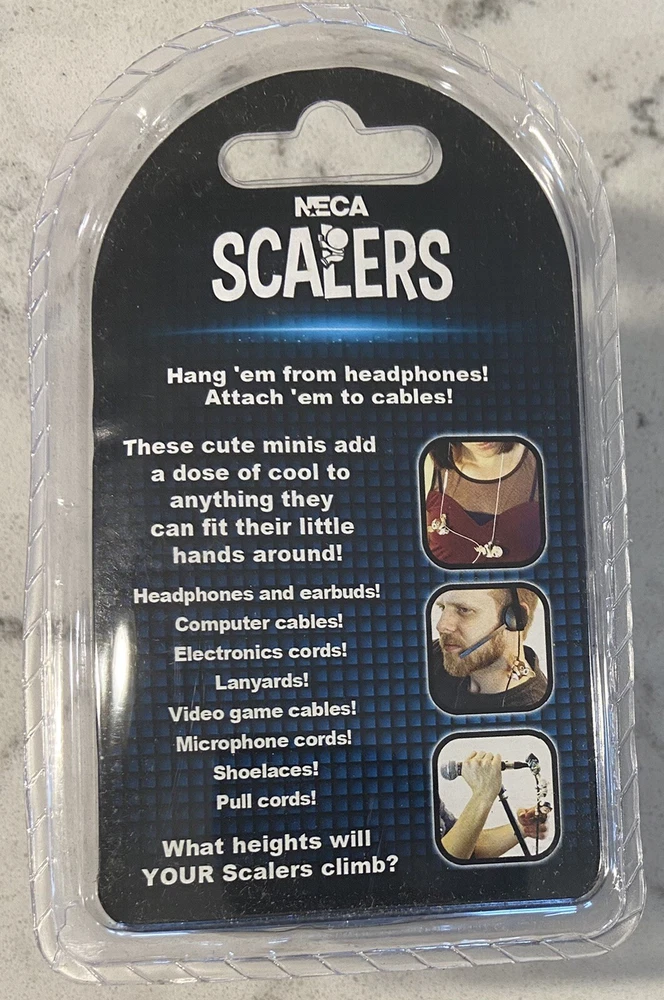 NECA
SCALERS
Hang 'em from headphones!
Attach 'em to cables!
These cute minis add
a dose of cool to
anything they
can fit their little
hands around!
Headphones and earbuds!
Computer cables!
Electronics cords!
Lanyards!
Video game cables!
Microphone cords!
Shoelaces!
Pull cords!
What heights will
YOUR Scalers climb?